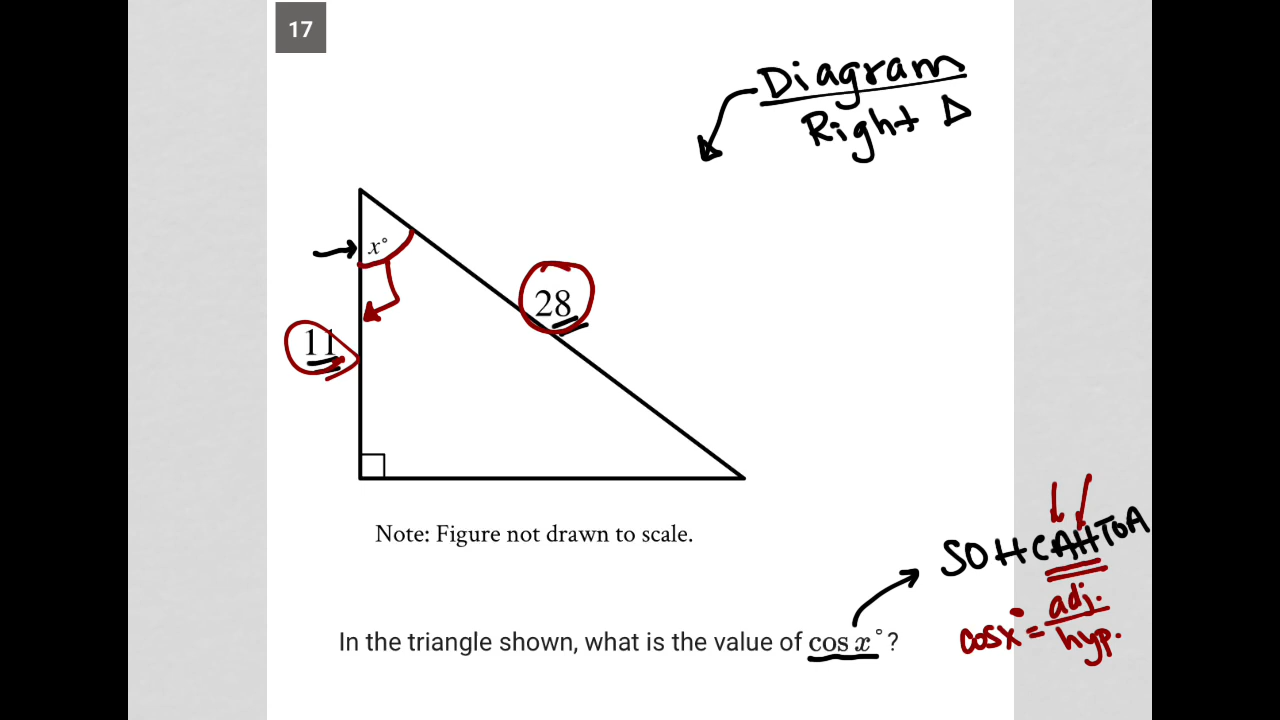 17
Diagram
Right Δ
x°
28
11
Note: Figure not drawn to scale.
SOHCAHTOA
cosx° = adj.
hyp.
In the triangle shown, what is the value of cos x°?